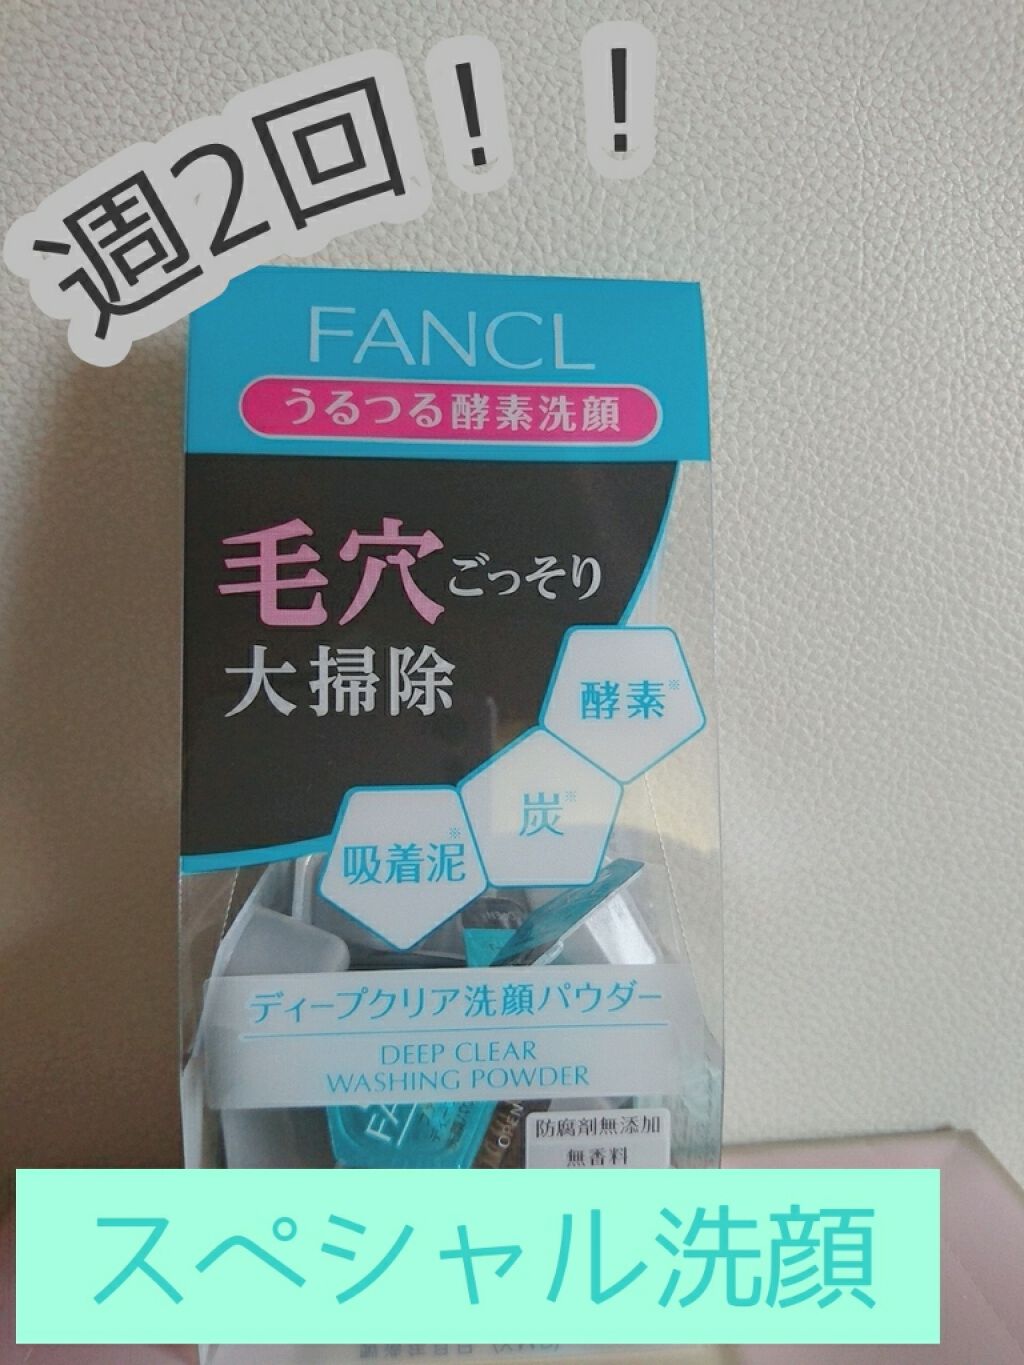 週2回！！
FANCL
うるつる酵素洗顔
毛穴ごっそり
大掃除
酵素※
炭※
吸着泥※
ディープクリア洗顔パウダー
DEEP CLEAR
WASHING POWDER
OPEN
防腐剤無添加
無香料
スペシャル洗顔